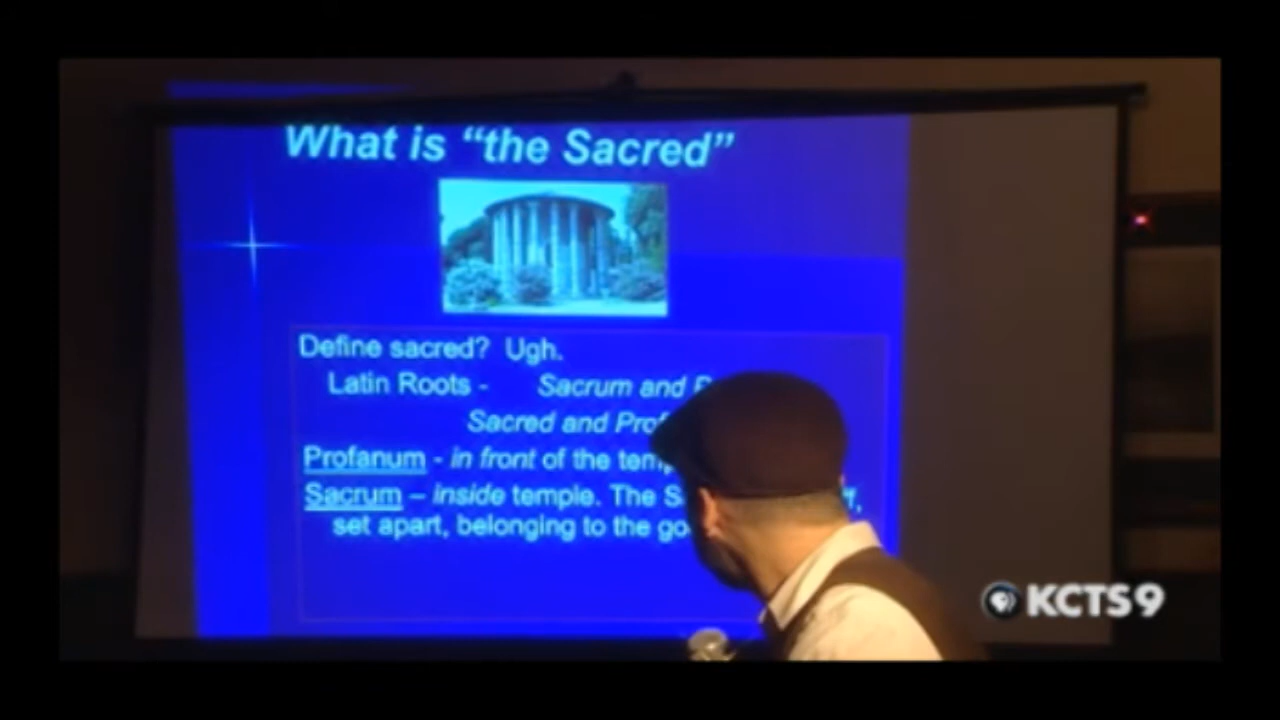 What is “the Sacred”
Define sacred? Ugh.
Latin Roots - Sacrum and
Sacred and
Profanum - in front of the
Sacrum – inside temple. The
set apart, belonging to the
KCTS9